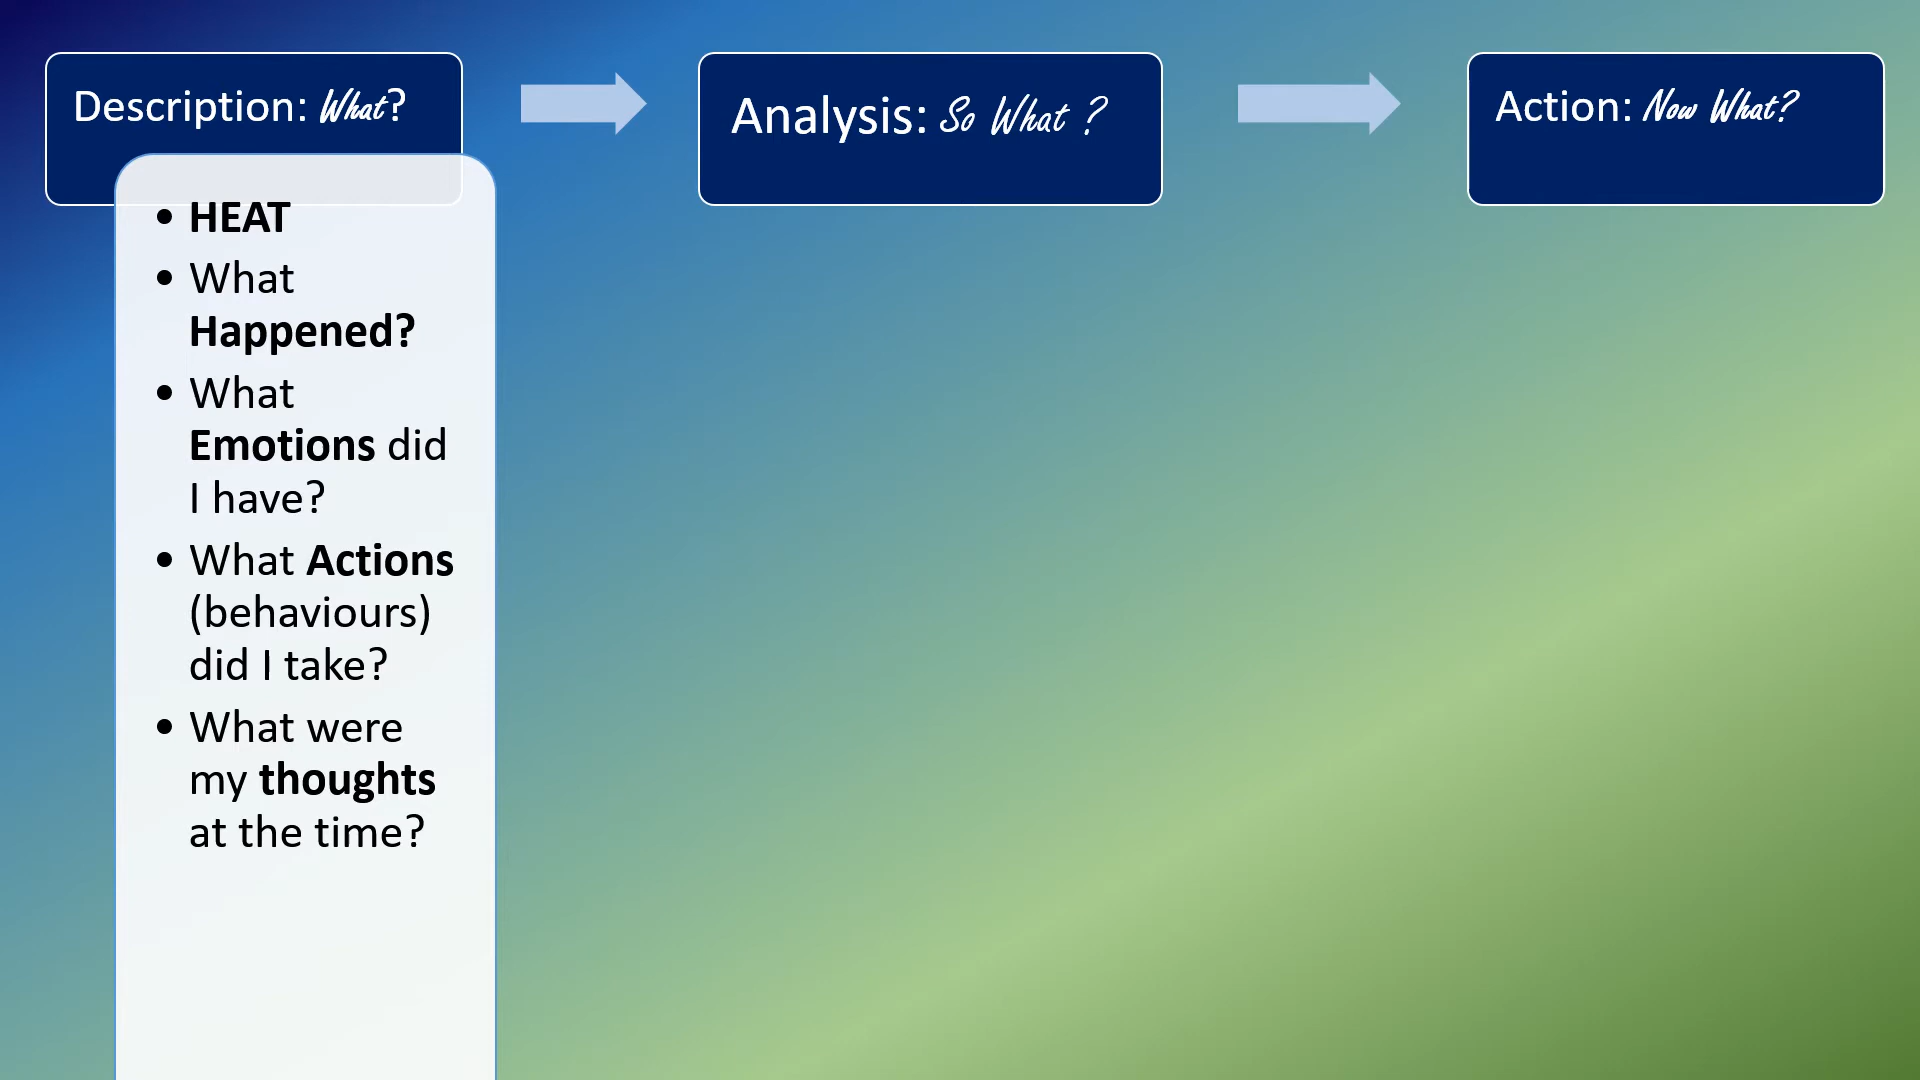 Description: What?
Analysis: So What ?
Action: Now What?
• HEAT
• What
Happened?
• What
Emotions did
I have?
• What Actions
(behaviours)
did I take?
• What were
my thoughts
at the time?